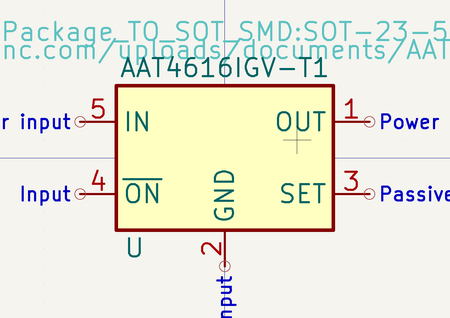 Package_TO_SOT_SMD:SOT-23-5
nc.com/uploads/documents/AAT
AAT4616IGV-T1
r input 5 IN OUT 1 Power
Input 4 ON GND SET 3 Passive
U 2
nput